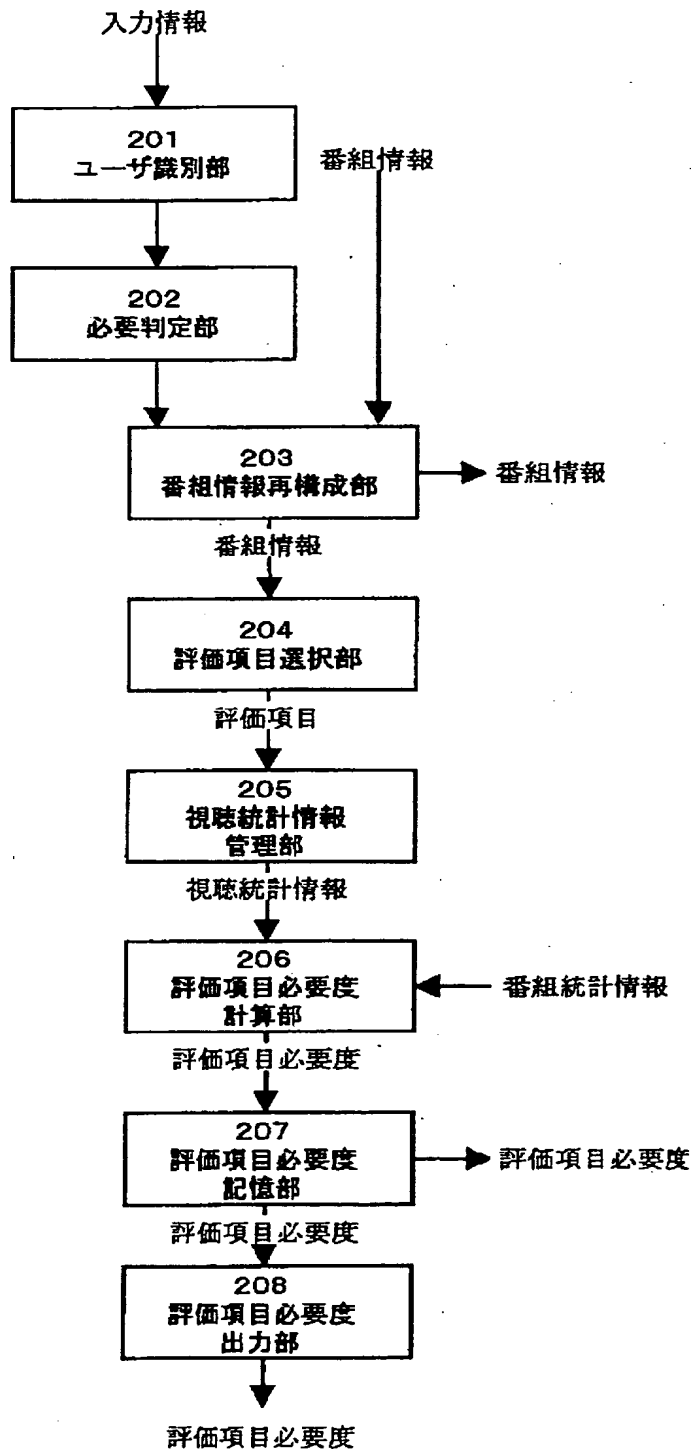 入力情報
201
ユーザ識別部
番組情報
202
必要判定部
203
番組情報再構成部
番組情報
番組情報
204
評価項目選択部
評価項目
205
視聴統計情報
管理部
視聴統計情報
206
評価項目必要度
計算部
番組統計情報
評価項目必要度
207
評価項目必要度
記憶部
評価項目必要度
評価項目必要度
208
評価項目必要度
出力部
評価項目必要度